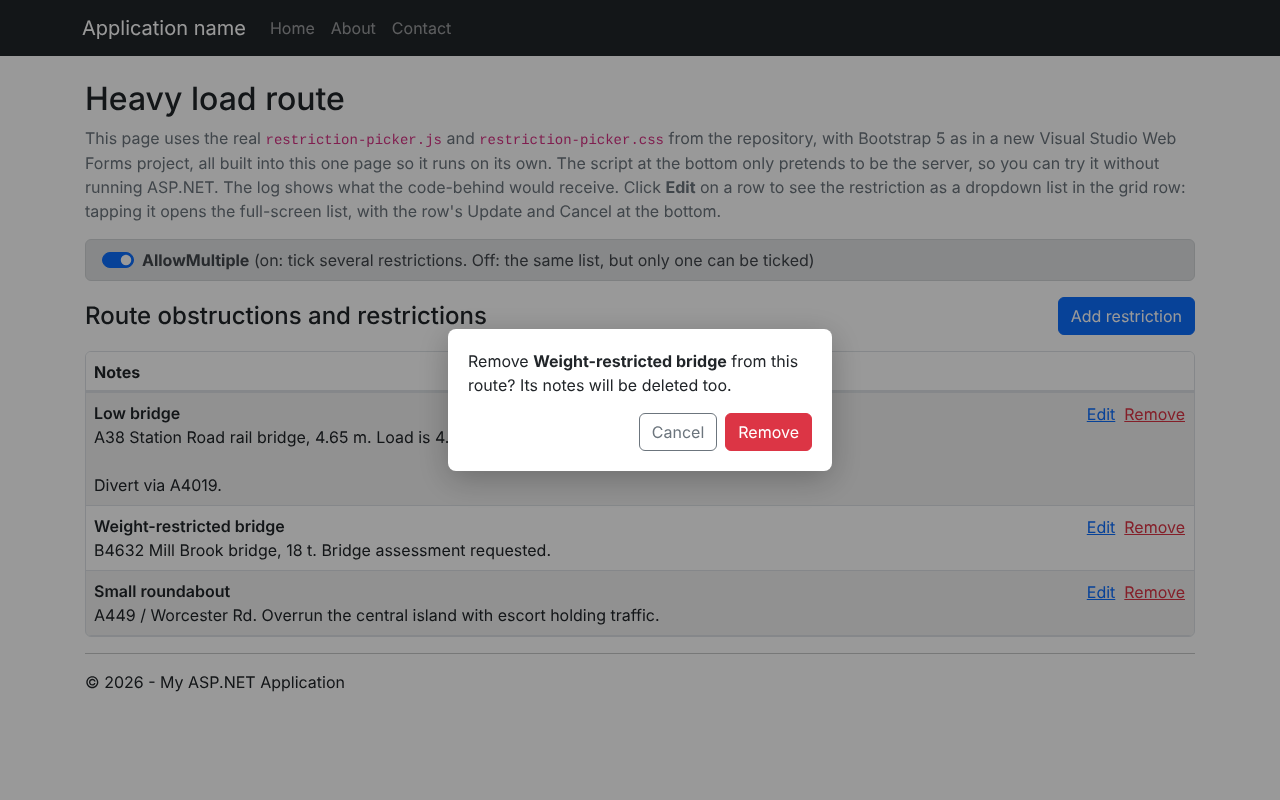 Application name Home About Contact
Heavy load route
This page uses the real restriction-picker.js and restriction-picker.css from the repository, with Bootstrap 5 as in a new Visual Studio Web
Forms project, all built into this one page so it runs on its own. The script at the bottom only pretends to be the server, so you can try it without
running ASP.NET. The log shows what the code-behind would receive. Click Edit on a row to see the restriction as a dropdown list in the grid row:
tapping it opens the full-screen list, with the row's Update and Cancel at the bottom.
AllowMultiple (on: tick several restrictions. Off: the same list, but only one can be ticked)
Route obstructions and restrictions
Add restriction
Remove Weight-restricted bridge from this
route? Its notes will be deleted too.
Cancel Remove
Notes
Low bridge
Edit Remove
A38 Station Road rail bridge, 4.65 m. Load is 4.
Divert via A4019.
Weight-restricted bridge
Edit Remove
B4632 Mill Brook bridge, 18 t. Bridge assessment requested.
Small roundabout
Edit Remove
A449 / Worcester Rd. Overrun the central island with escort holding traffic.
© 2026 - My ASP.NET Application